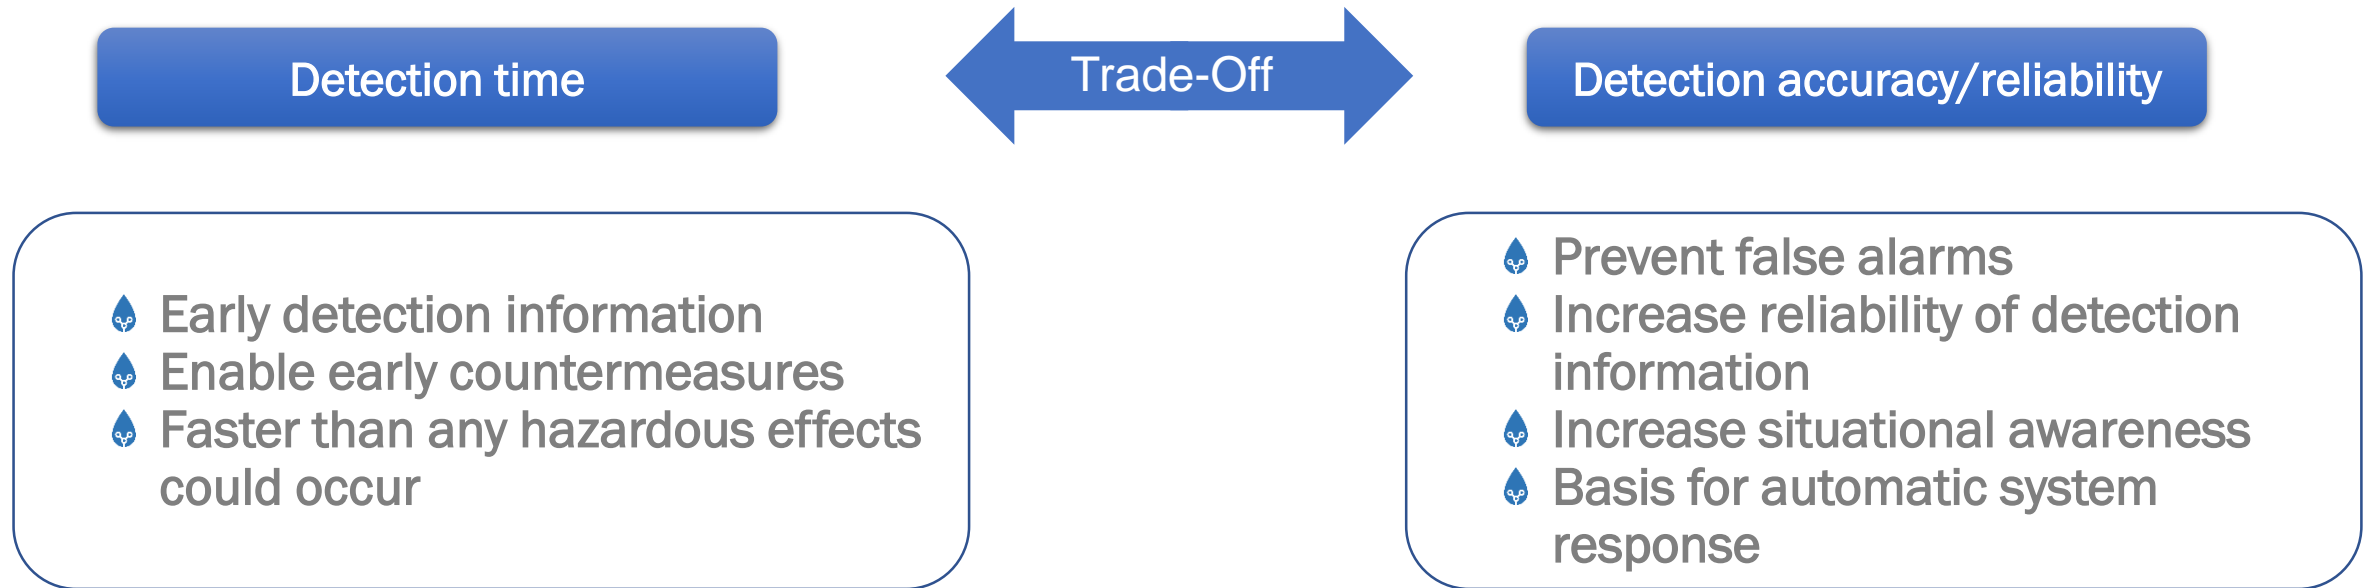 Detection time
Trade-Off
Detection accuracy/reliability
Early detection information
Enable early countermeasures
Faster than any hazardous effects
could occur
Prevent false alarms
Increase reliability of detection
information
Increase situational awareness
Basis for automatic system
response